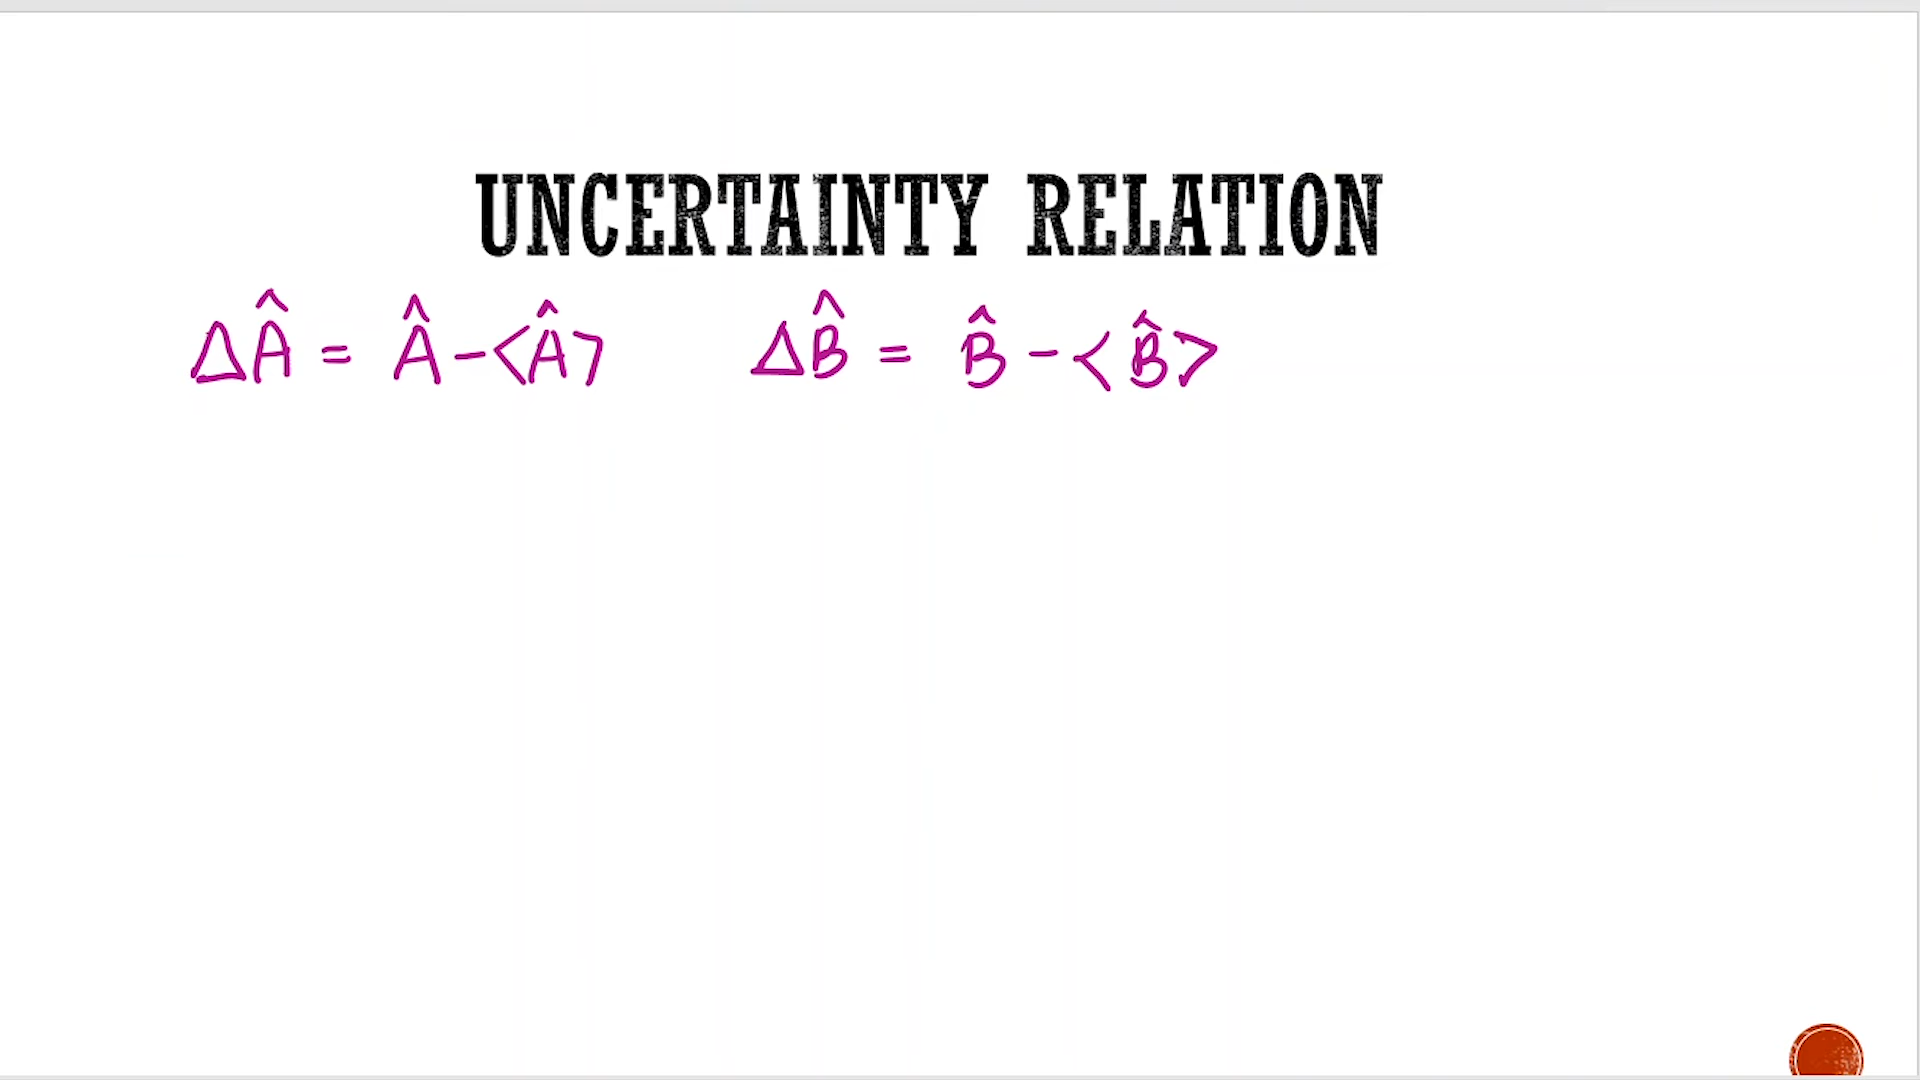 UNCERTAINTY RELATION
ΔÂ = Â - <Â>    ΔB̂ = B̂ - <B̂>